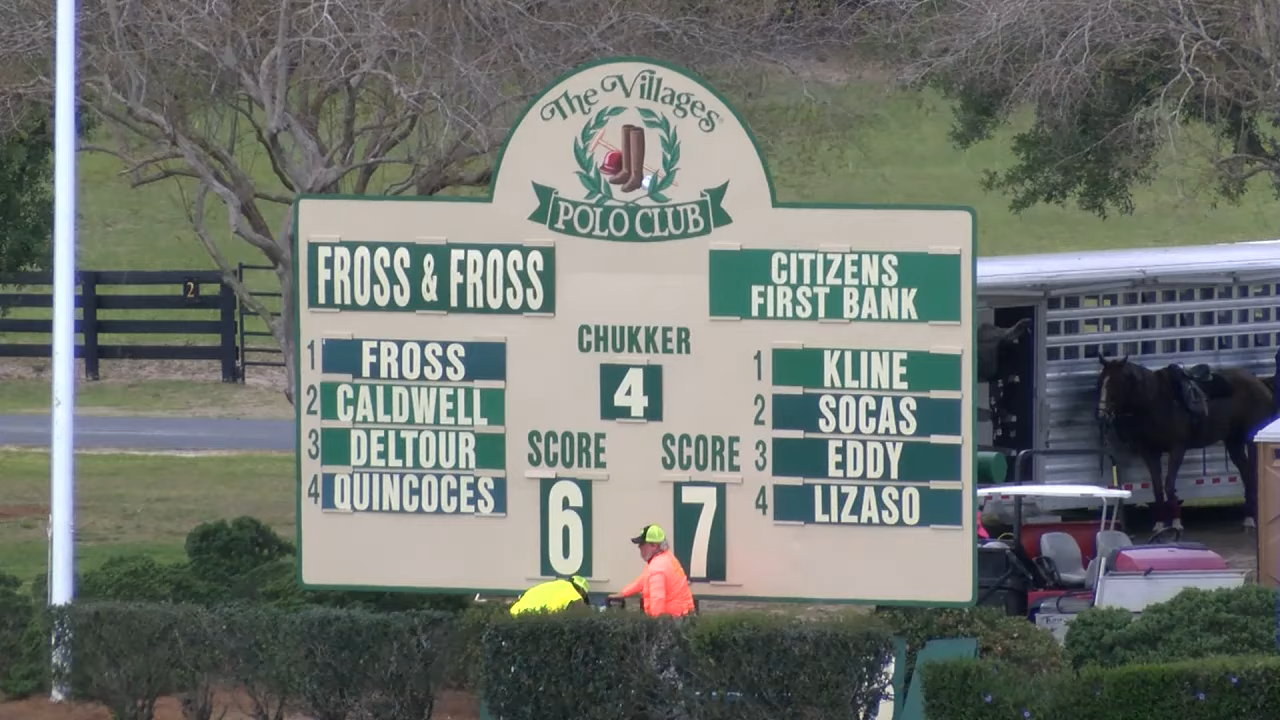 The Villages
POLO CLUB
FROSS & FROSS
CITIZENS
FIRST BANK
CHUKKER
4
1 FROSS
2 CALDWELL
3 DELTOUR
4 QUINCOCES
SCORE
6
SCORE
7
1 KLINE
2 SOCAS
3 EDDY
4 LIZASO
2